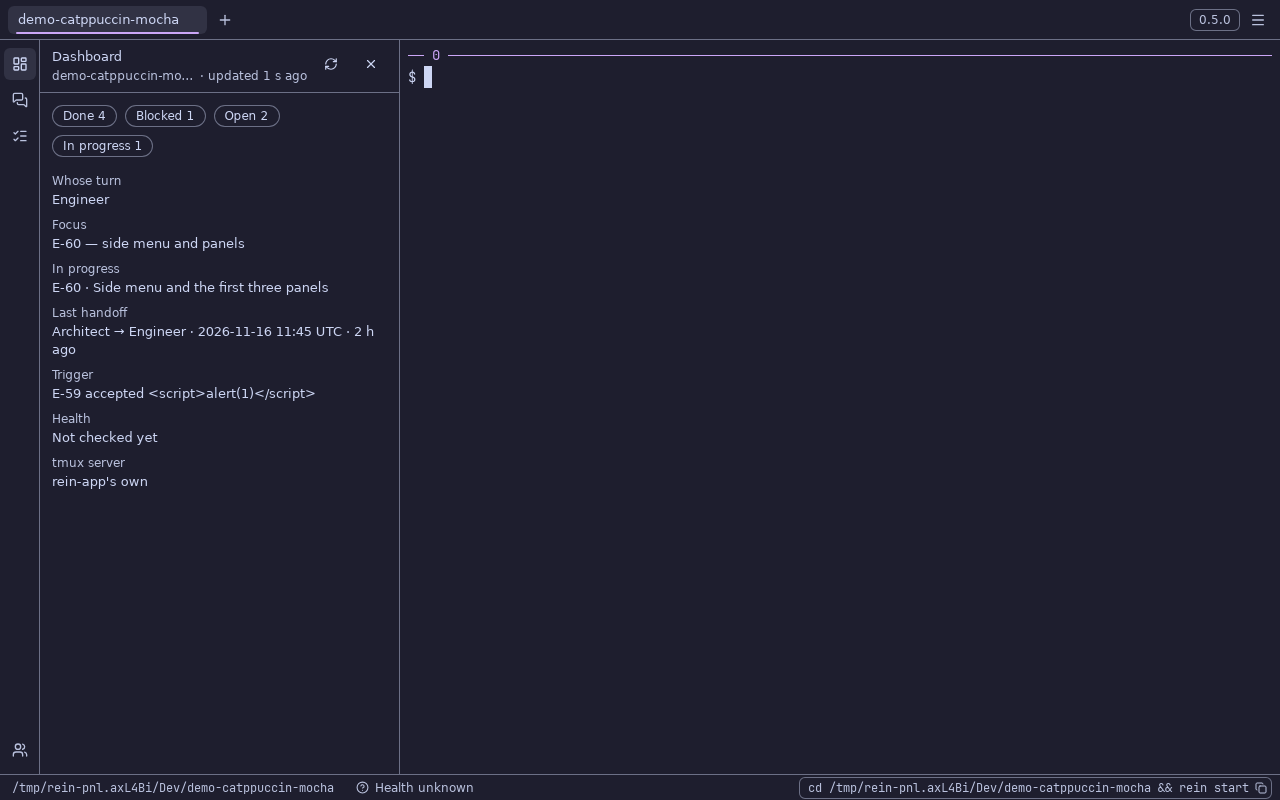 demo-catppuccin-mocha
0.5.0
Dashboard
demo-catppuccin-mo... · updated 1 s ago
Done 4
Blocked 1
Open 2
In progress 1
Whose turn
Engineer
Focus
E-60 — side menu and panels
In progress
E-60 · Side menu and the first three panels
Last handoff
Architect → Engineer · 2026-11-16 11:45 UTC · 2 h
ago
Trigger
E-59 accepted <script>alert(1)</script>
Health
Not checked yet
tmux server
rein-app's own
0
$
/tmp/rein-pnl.axL4Bi/Dev/demo-catppuccin-mocha
Health unknown
cd /tmp/rein-pnl.axL4Bi/Dev/demo-catppuccin-mocha && rein start